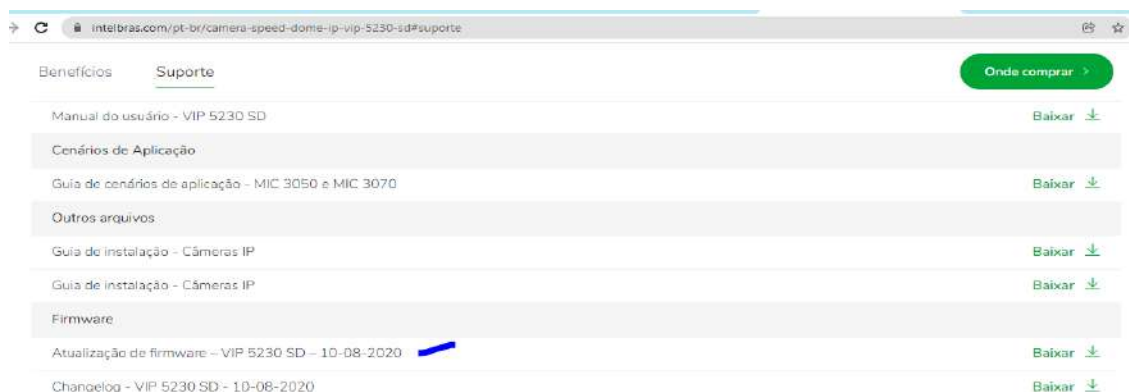 intelbras.com/pt-br/camera-speed-dome-ip-vip-5230-sd#suporte
Benefícios Suporte Onde comprar >
Manual do usuário - VIP 5230 SD Baixar
Cenários de Aplicação
Guia de cenários de aplicação - MIC 3050 e MIC 3070 Baixar
Outros arquivos
Guia de instalação - Câmeras IP Baixar
Guia de instalação - Câmeras IP Baixar
Firmware
Atualização de firmware – VIP 5230 SD – 10-08-2020 Baixar
Changelog - VIP 5230 SD - 10-08-2020 Baixar